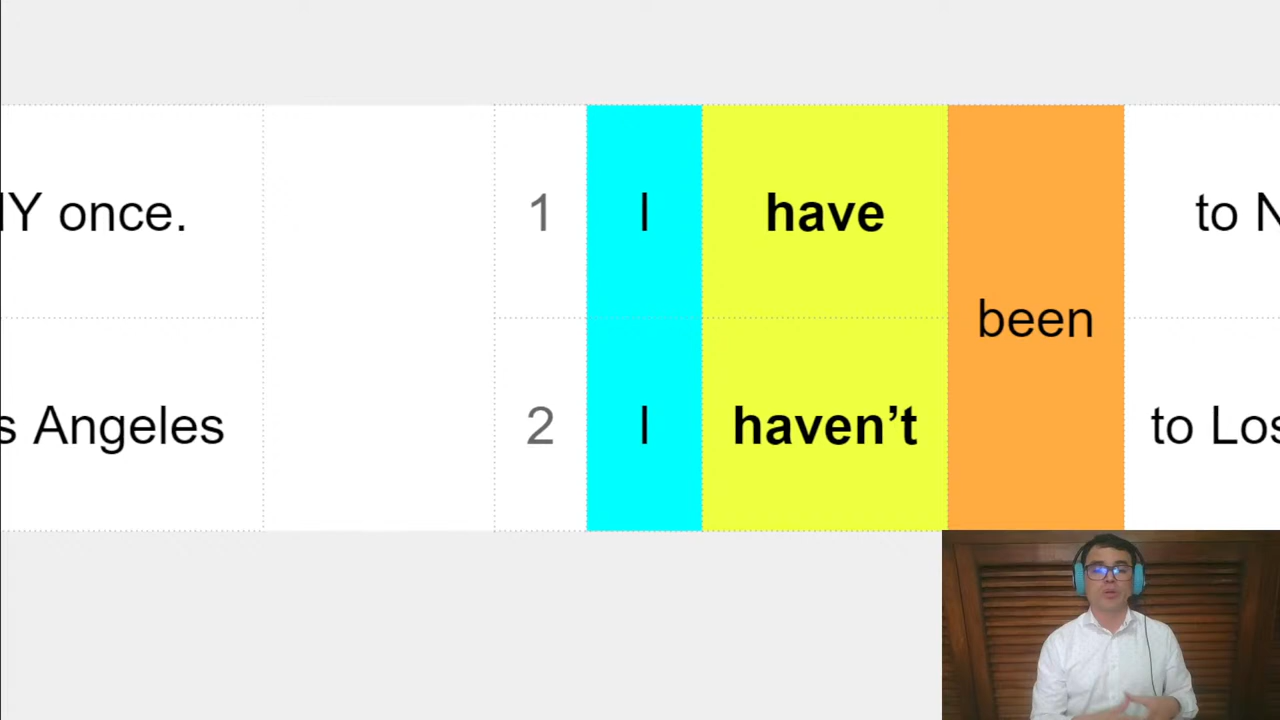 Y once. 1 I have to N
been
s Angeles 2 I haven’t to Los